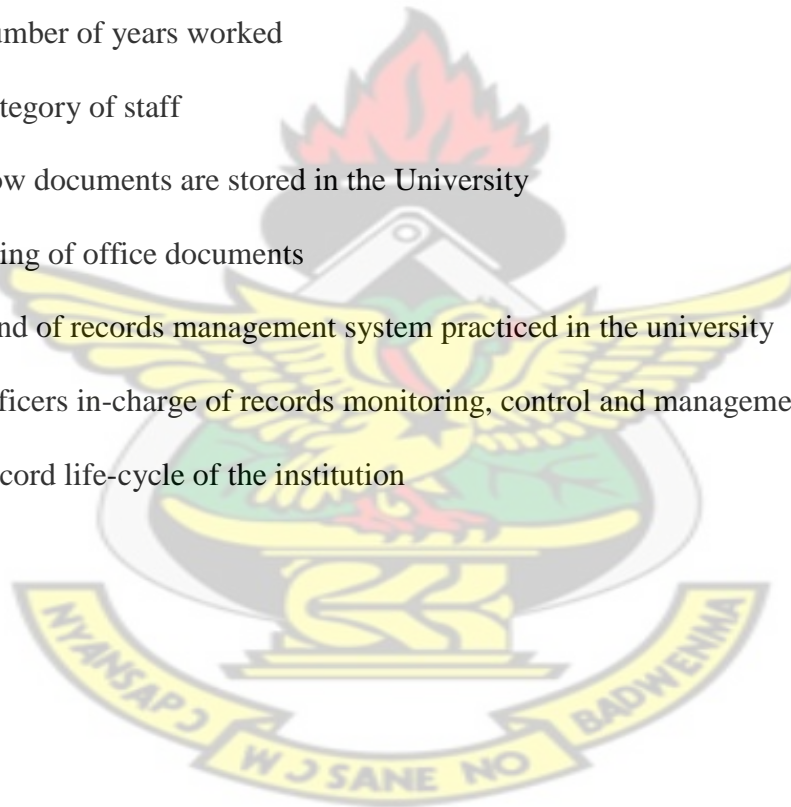 umber of years worked
tegory of staff
ow documents are stored in the University
ing of office documents
nd of records management system practiced in the university
ficers in-charge of records monitoring, control and manageme
cord life-cycle of the institution
NYANSAPƆ
WƆSANE NO
BADWENMA